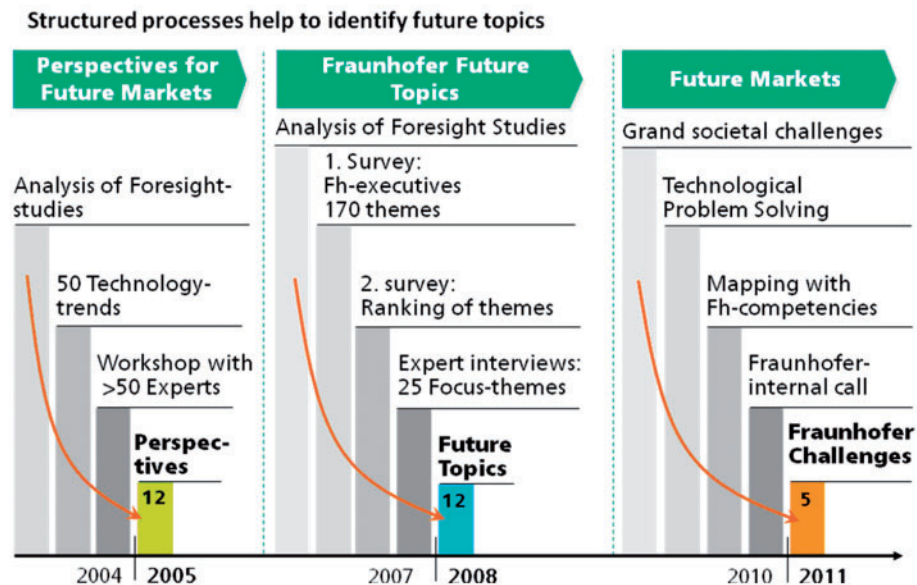 Structured processes help to identify future topics
Perspectives for
Future Markets
Analysis of Foresight-
studies
50 Technology-
trends
Workshop with
>50 Experts
Perspec-
tives
12
2004
2005
Fraunhofer Future
Topics
Analysis of Foresight Studies
1. Survey:
Fh-executives
170 themes
2. survey:
Ranking of themes
Expert interviews:
25 Focus-themes
Future
Topics
12
2007
2008
Future Markets
Grand societal challenges
Technological
Problem Solving
Mapping with
Fh-competencies
Fraunhofer-
internal call
Fraunhofer
Challenges
5
2010
2011